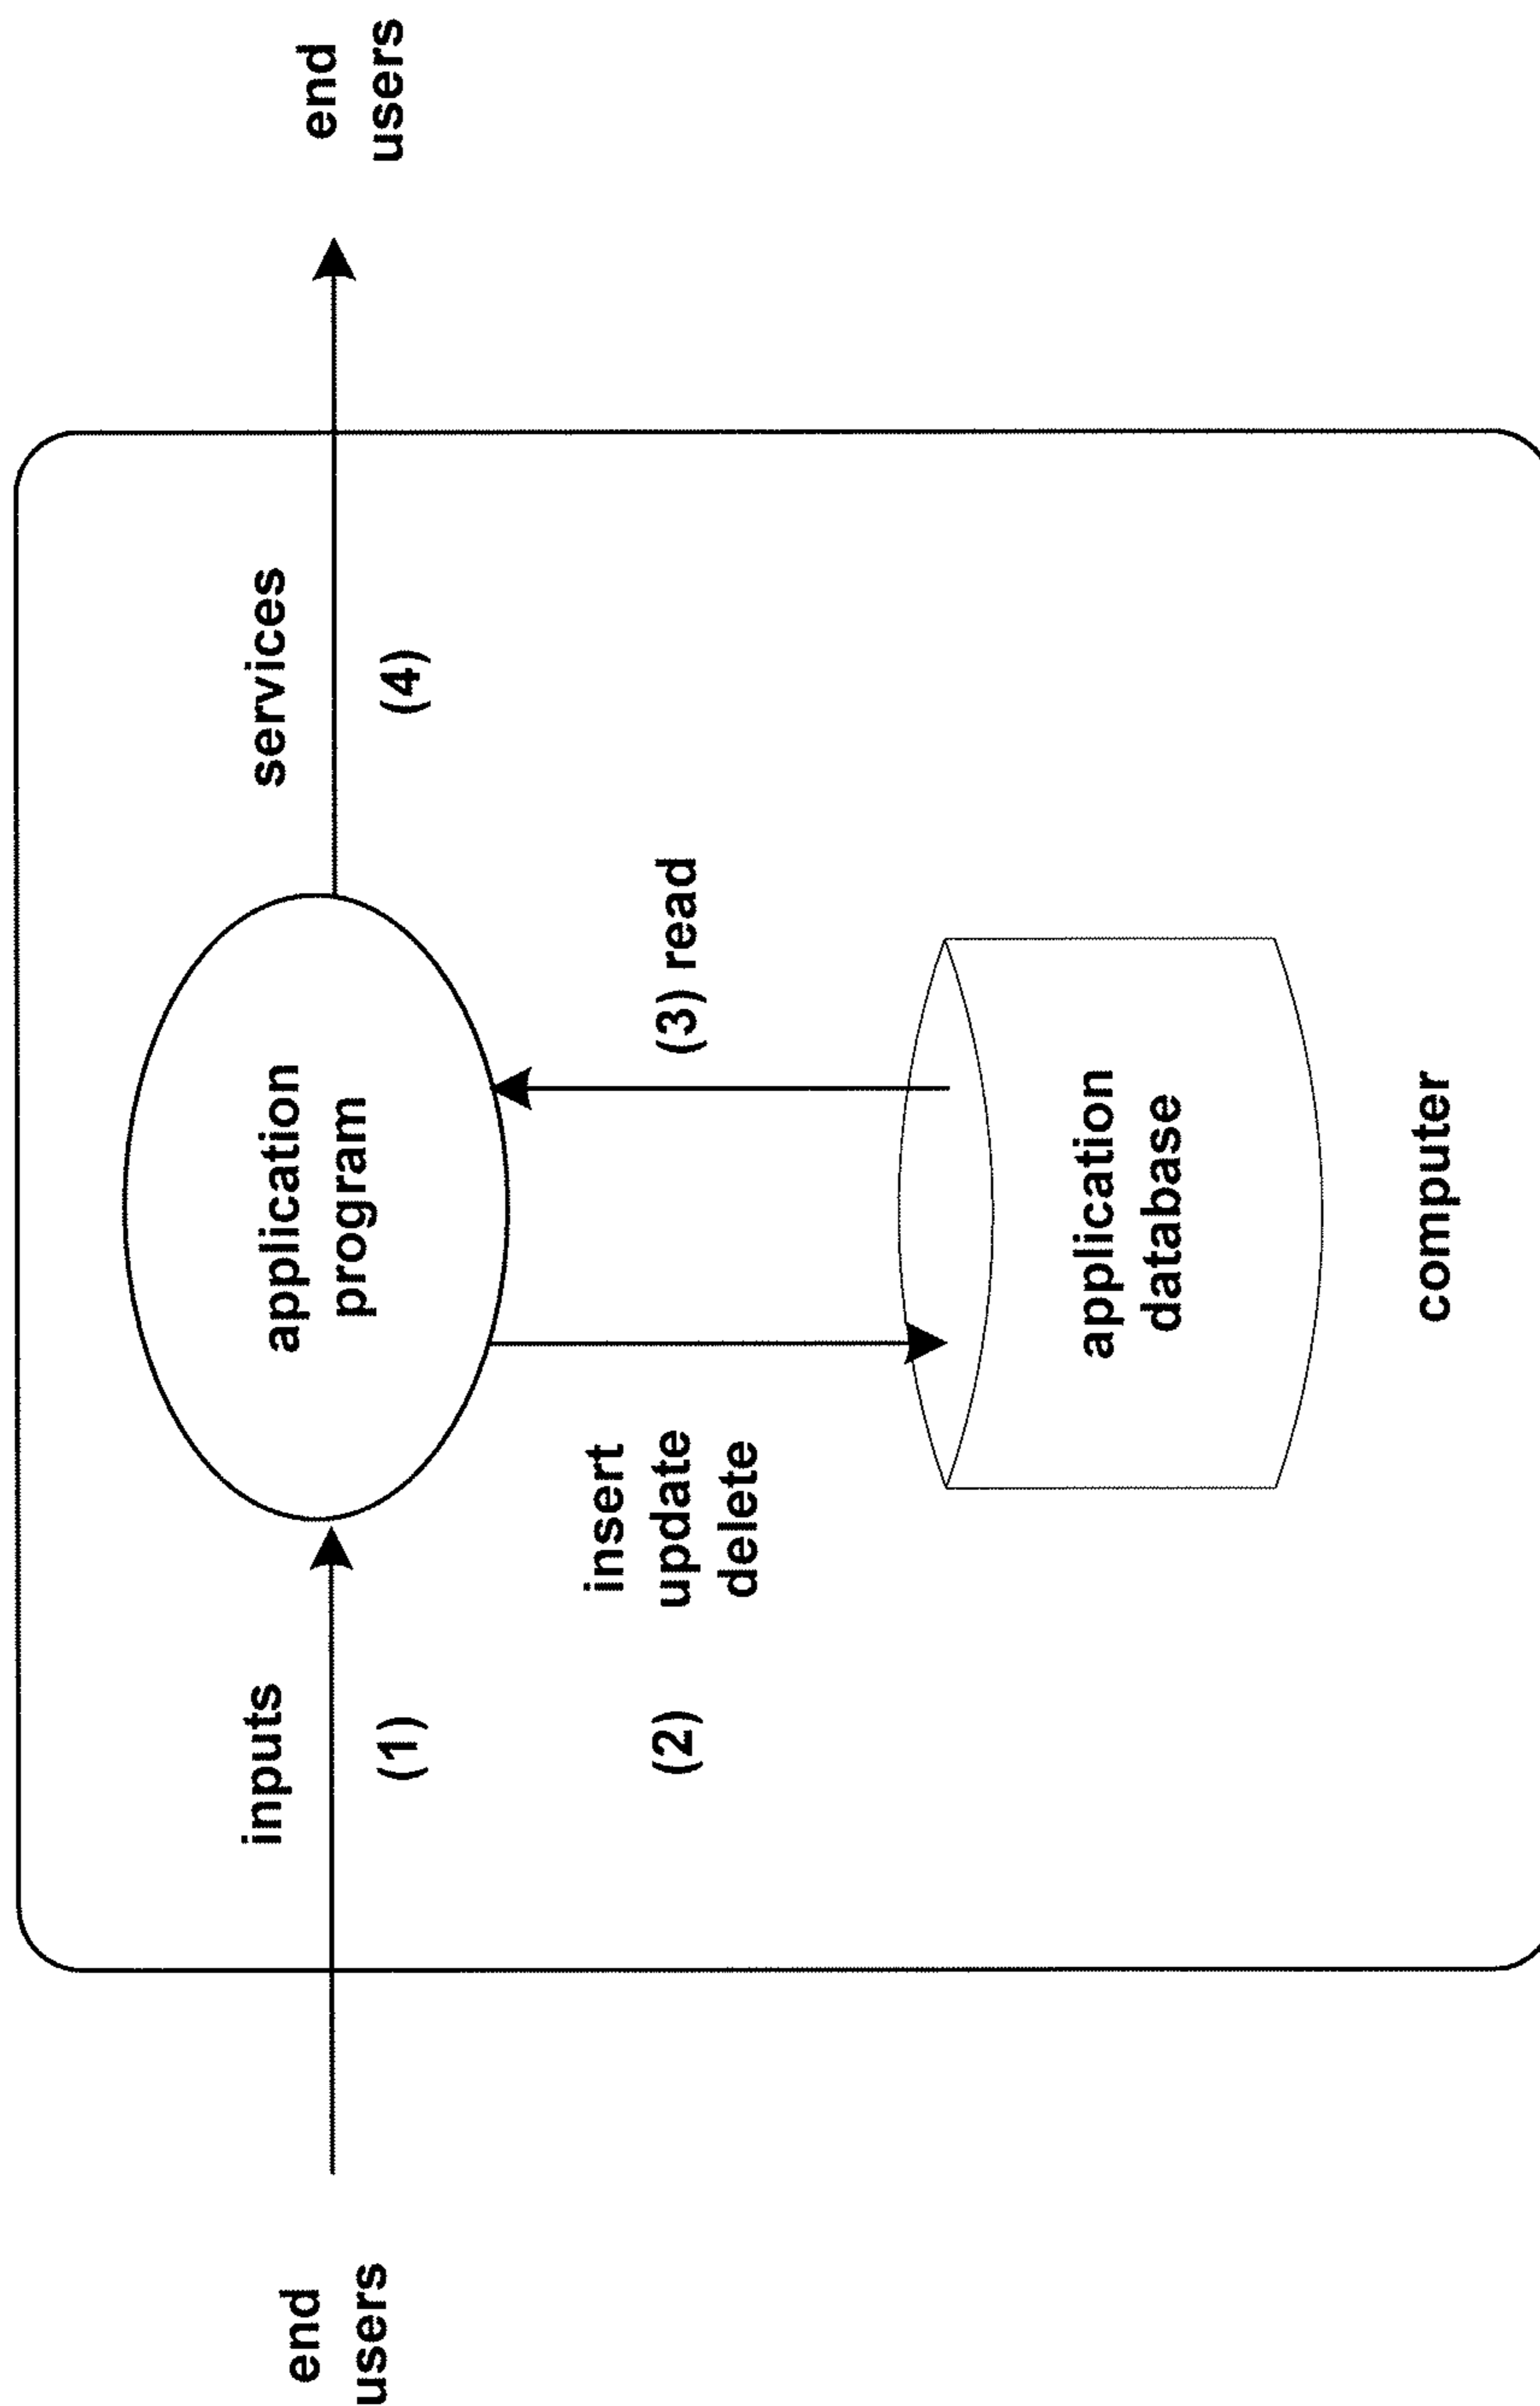 end
users
inputs
(1)
application
program
services
(4)
end
users
(2)
insert
update
delete
(3) read
application
database
computer